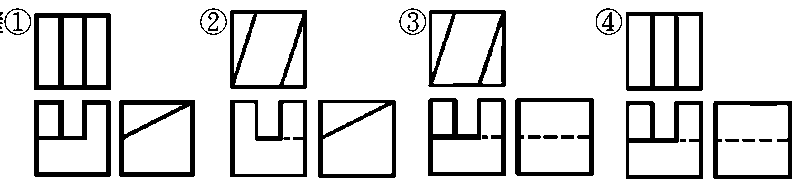 ① ② ③ ④